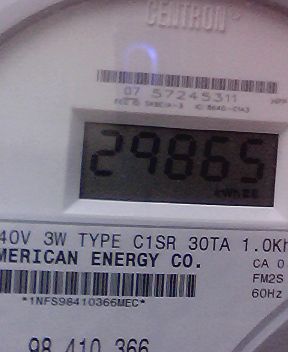 CENTRON
07 57245311
29865
kWh
40V 3W TYPE C1SR 30TA 1.0Kh
MERICAN ENERGY CO.
CA 0
FM2S
60Hz
*1NFS98410366MEC*
98 410 366